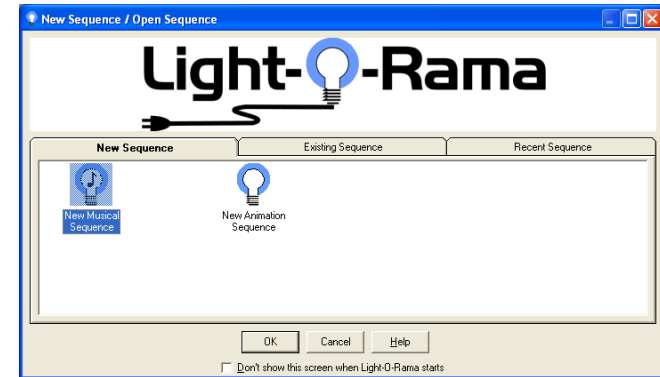 New Sequence / Open Sequence
Light-O-Rama
New Sequence Existing Sequence Recent Sequence
New Musical Sequence
New Animation Sequence
OK Cancel Help
Don't show this screen when Light-O-Rama starts